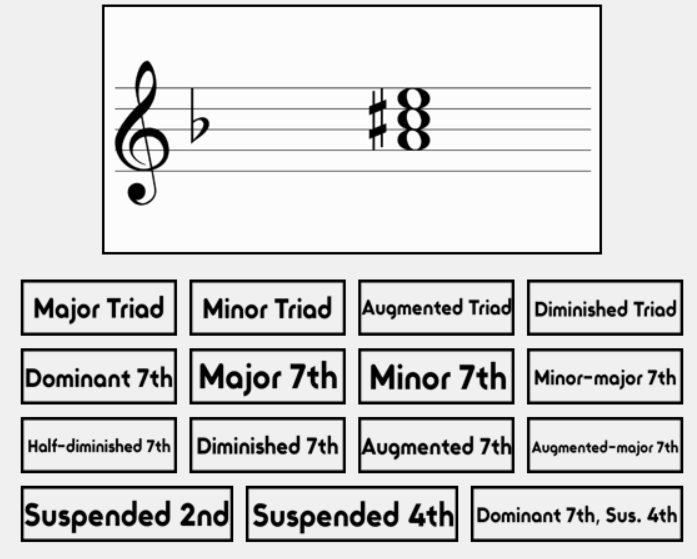 Major Triad
Minor Triad
Augmented Triad
Diminished Triad
Dominant 7th
Major 7th
Minor 7th
Minor-major 7th
Half-diminished 7th
Diminished 7th
Augmented 7th
Augmented-major 7th
Suspended 2nd
Suspended 4th
Dominant 7th, Sus. 4th